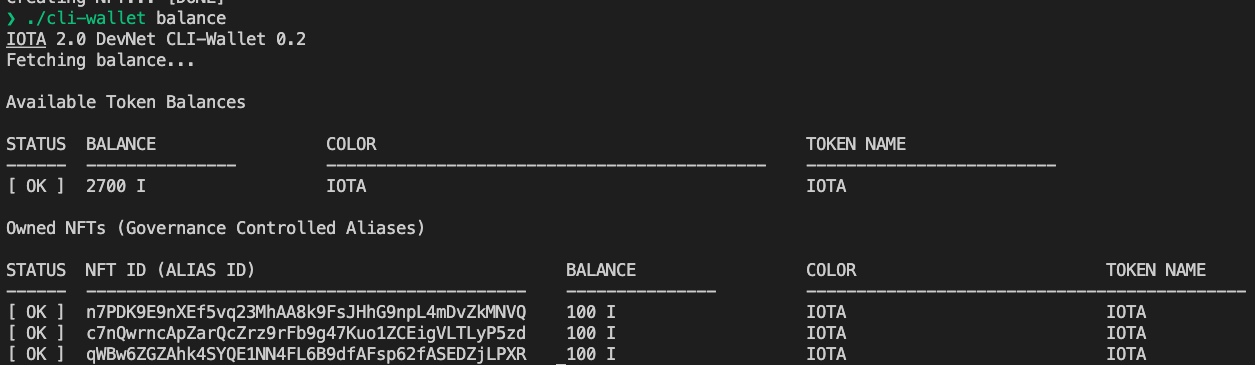 creating NFT... [DONE]
❯ ./cli-wallet balance
IOTA 2.0 DevNet CLI-Wallet 0.2
Fetching balance...
Available Token Balances
STATUS BALANCE COLOR TOKEN NAME
------ --------------- -------------------------------------------- -------------------------
[ OK ] 2700 I IOTA IOTA
Owned NFTs (Governance Controlled Aliases)
STATUS NFT ID (ALIAS ID) BALANCE COLOR TOKEN NAME
------ -------------------------------------------- --------------- --------------------------------------------
[ OK ] n7PDK9E9nXEf5vq23MhAA8k9FsJHhG9npL4mDvZkMNVQ 100 I IOTA IOTA
[ OK ] c7nQwrncApZarQcZrz9rFb9g47Kuo1ZCEigVLTLyP5zd 100 I IOTA IOTA
[ OK ] qWBw6ZGZAhk4SYQE1NN4FL6B9dfAFsp62fASEDZjLPXR 100 I IOTA IOTA